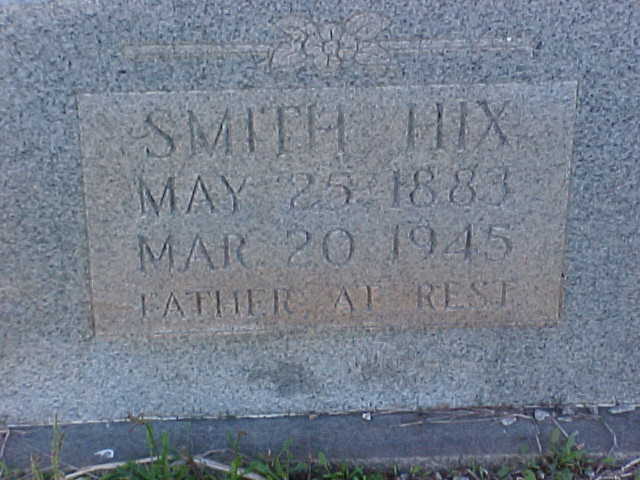 SMITH HIX
MAY 25 1883
MAR 20 1945
FATHER AT REST